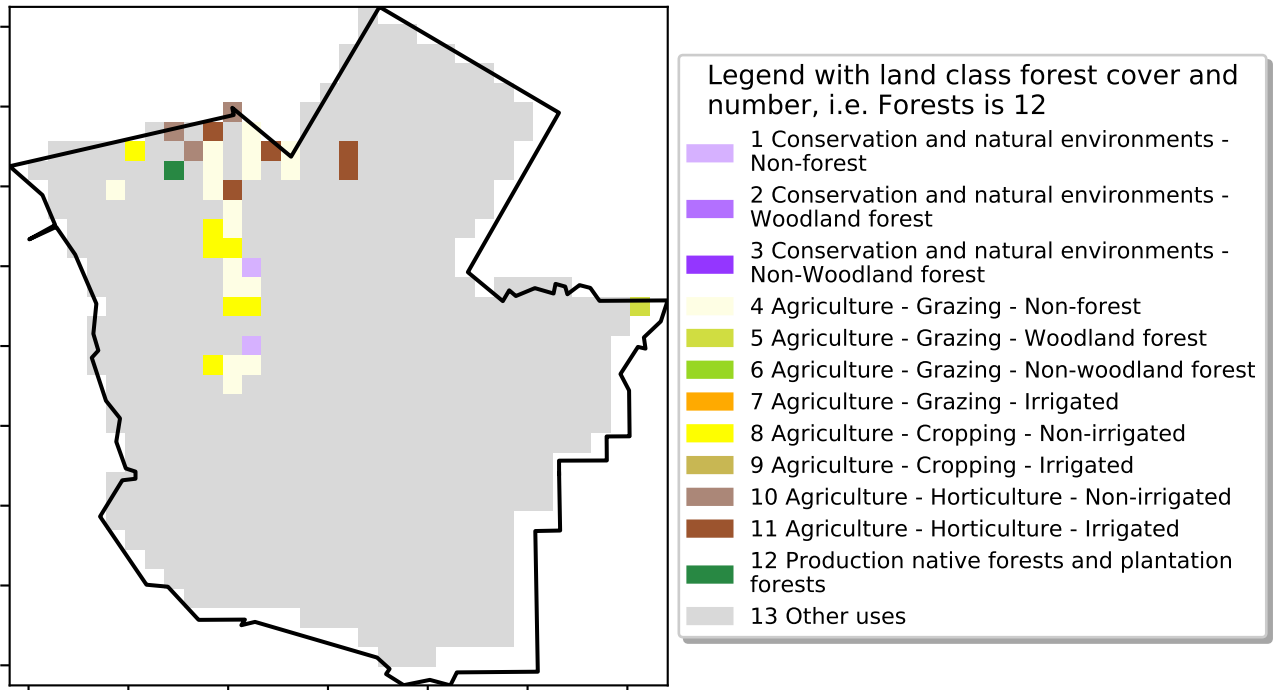 Legend with land class forest cover and
number, i.e. Forests is 12
1 Conservation and natural environments -
Non-forest
2 Conservation and natural environments -
Woodland forest
3 Conservation and natural environments -
Non-Woodland forest
4 Agriculture - Grazing - Non-forest
5 Agriculture - Grazing - Woodland forest
6 Agriculture - Grazing - Non-woodland forest
7 Agriculture - Grazing - Irrigated
8 Agriculture - Cropping - Non-irrigated
9 Agriculture - Cropping - Irrigated
10 Agriculture - Horticulture - Non-irrigated
11 Agriculture - Horticulture - Irrigated
12 Production native forests and plantation
forests
13 Other uses